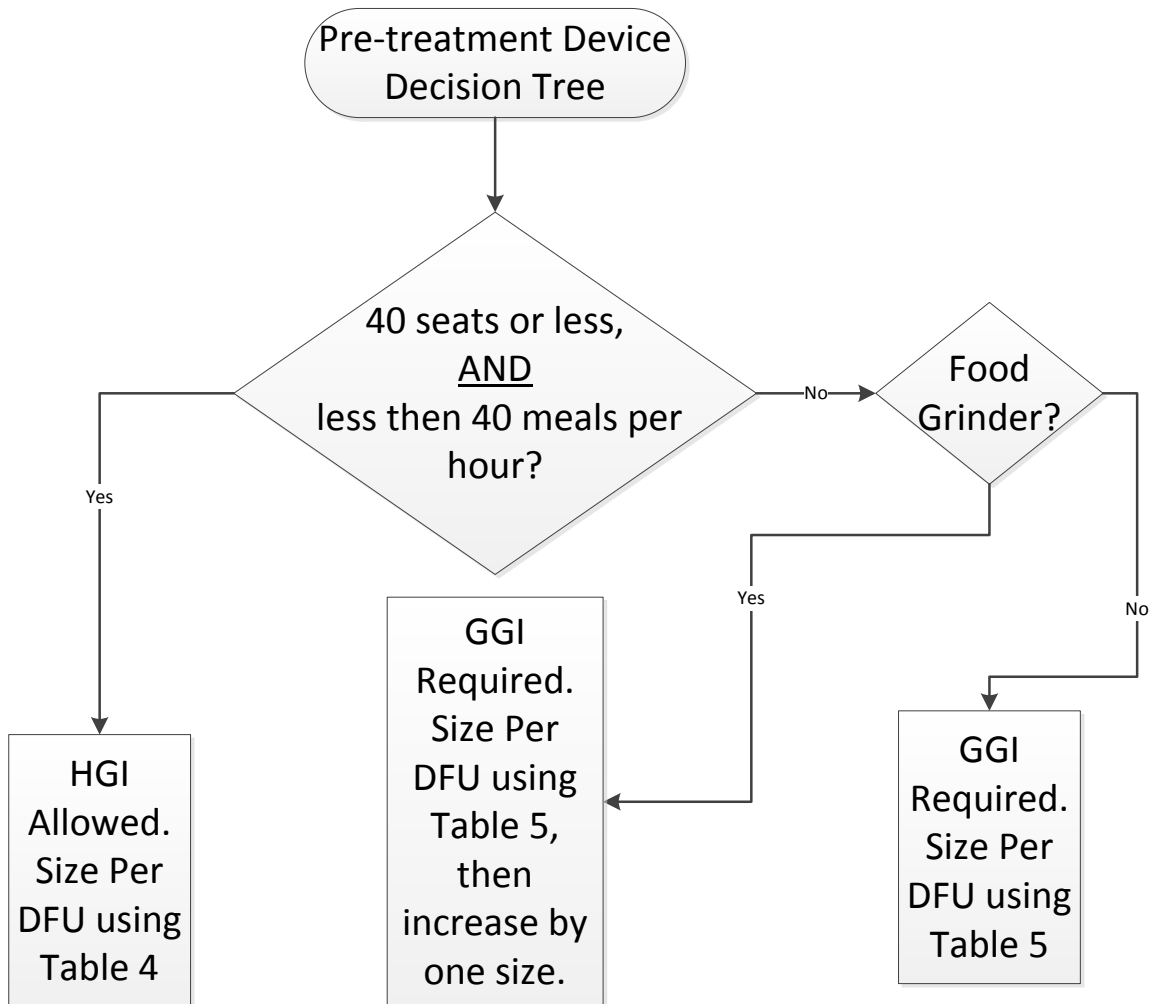 Pre-treatment Device
Decision Tree
40 seats or less,
AND
less then 40 meals per
hour?
No
Food
Grinder?
Yes
Yes
No
HGI
Allowed.
Size Per
DFU using
Table 4
GGI
Required.
Size Per
DFU using
Table 5,
then
increase by
one size.
GGI
Required.
Size Per
DFU using
Table 5